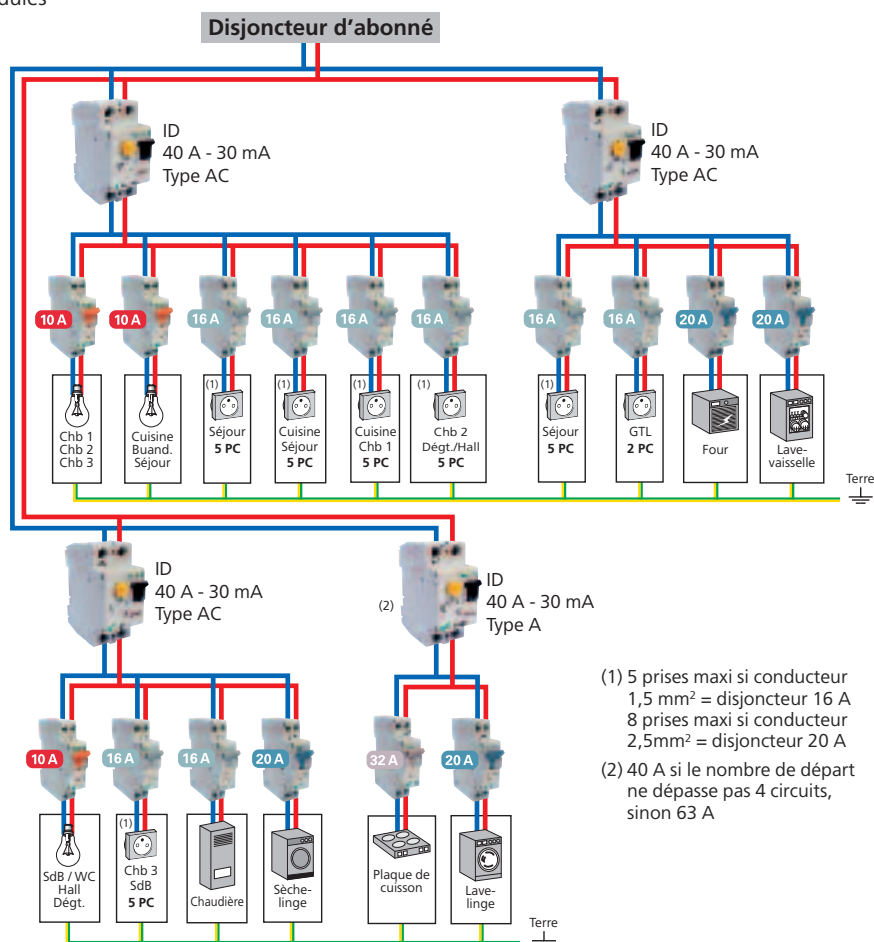 Disjoncteur d’abonné
ID
40 A - 30 mA
Type AC
ID
40 A - 30 mA
Type AC
10 A
10 A
16 A
16 A
16 A
16 A
16 A
16 A
20 A
20 A
Chb 1
Chb 2
Chb 3
Cuisine
Buand.
Séjour
(1)
Séjour
5 PC
(1)
Cuisine
Séjour
5 PC
(1)
Cuisine
Chb 1
5 PC
(1)
Chb 2
Dégt./Hall
5 PC
(1)
Séjour
5 PC
GTL
2 PC
Four
Lave-
vaisselle
Terre
ID
40 A - 30 mA
Type AC
(2)
ID
40 A - 30 mA
Type A
10 A
16 A
16 A
20 A
32 A
20 A
SdB / WC
Hall
Dégt.
(1)
Chb 3
SdB
5 PC
Chaudière
Sèche-
linge
Plaque de
cuisson
Lave-
linge
Terre
(1) 5 prises maxi si conducteur
1,5 mm² = disjoncteur 16 A
8 prises maxi si conducteur
2,5mm² = disjoncteur 20 A
(2) 40 A si le nombre de départ
ne dépasse pas 4 circuits,
sinon 63 A